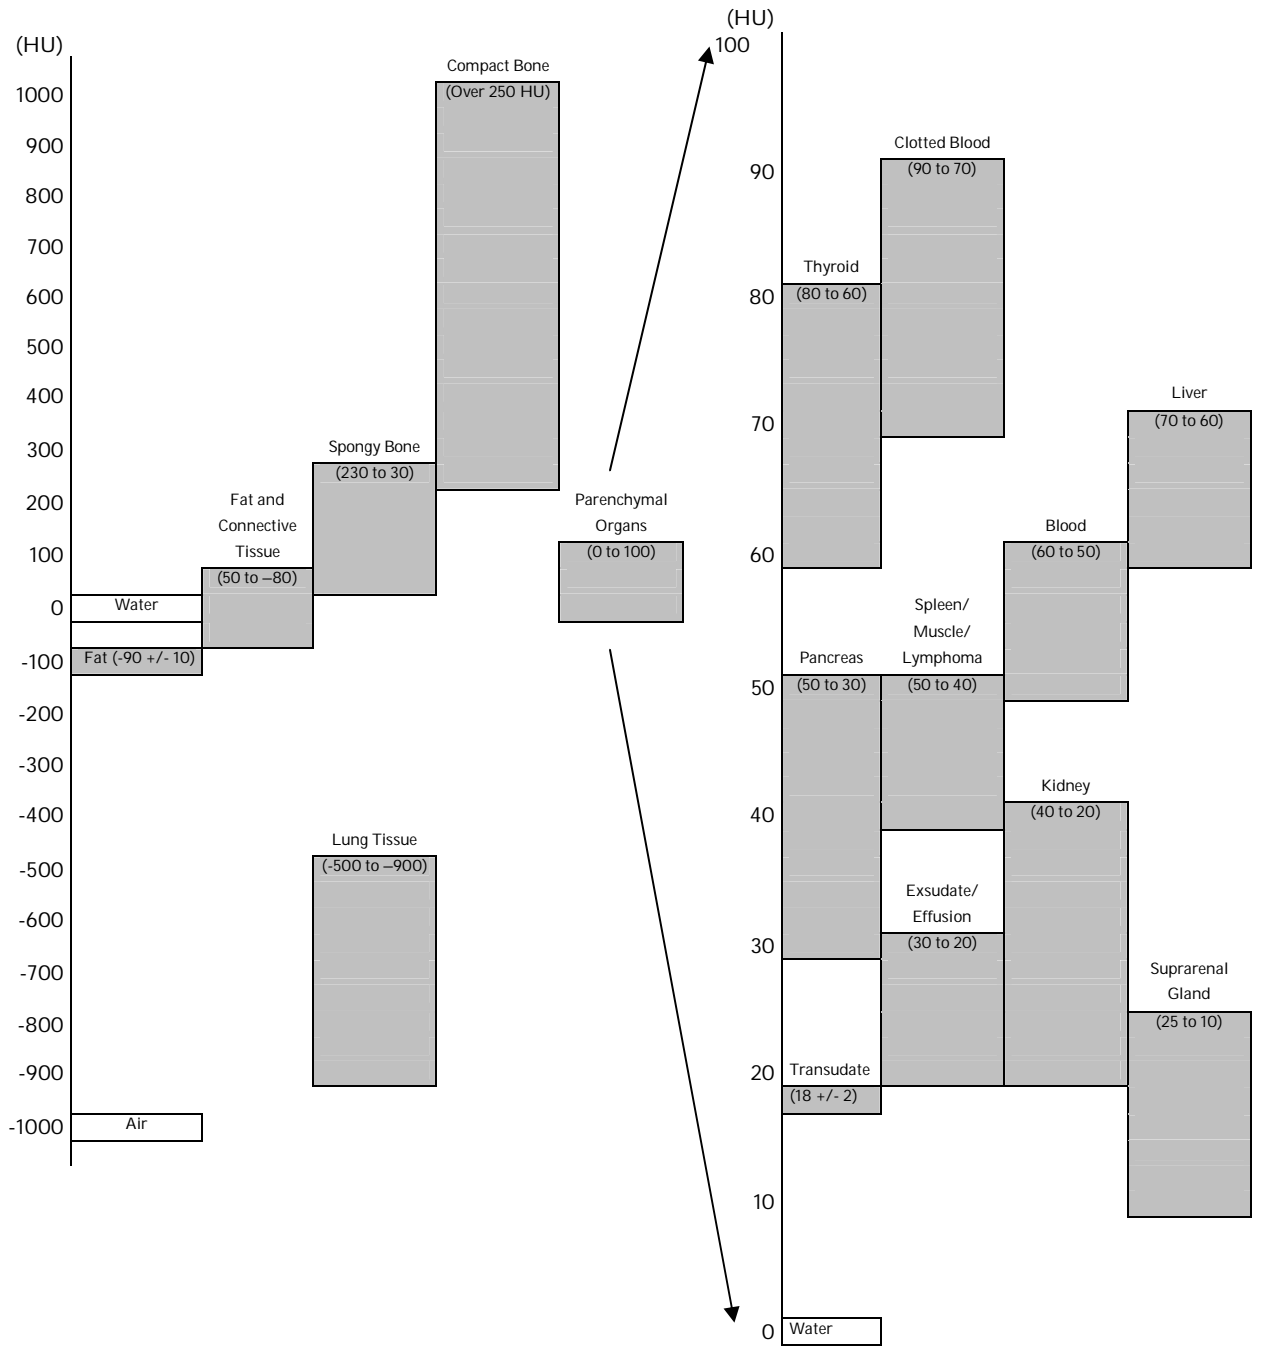 (HU)
1000
900
800
700
600
500
400
300
200
100
0
-100
-200
-300
-400
-500
-600
-700
-800
-900
-1000
Water
Fat (-90 +/- 10)
Air
Fat and
Connective
Tissue
(50 to –80)
Spongy Bone
(230 to 30)
Lung Tissue
(-500 to –900)
Compact Bone
(Over 250 HU)
Parenchymal
Organs
(0 to 100)
(HU)
100
90
80
70
60
50
40
30
20
10
0
Thyroid
(80 to 60)
Pancreas
(50 to 30)
Transudate
(18 +/- 2)
Water
Clotted Blood
(90 to 70)
Spleen/
Muscle/
Lymphoma
(50 to 40)
Exsudate/
Effusion
(30 to 20)
Blood
(60 to 50)
Kidney
(40 to 20)
Liver
(70 to 60)
Suprarenal
Gland
(25 to 10)